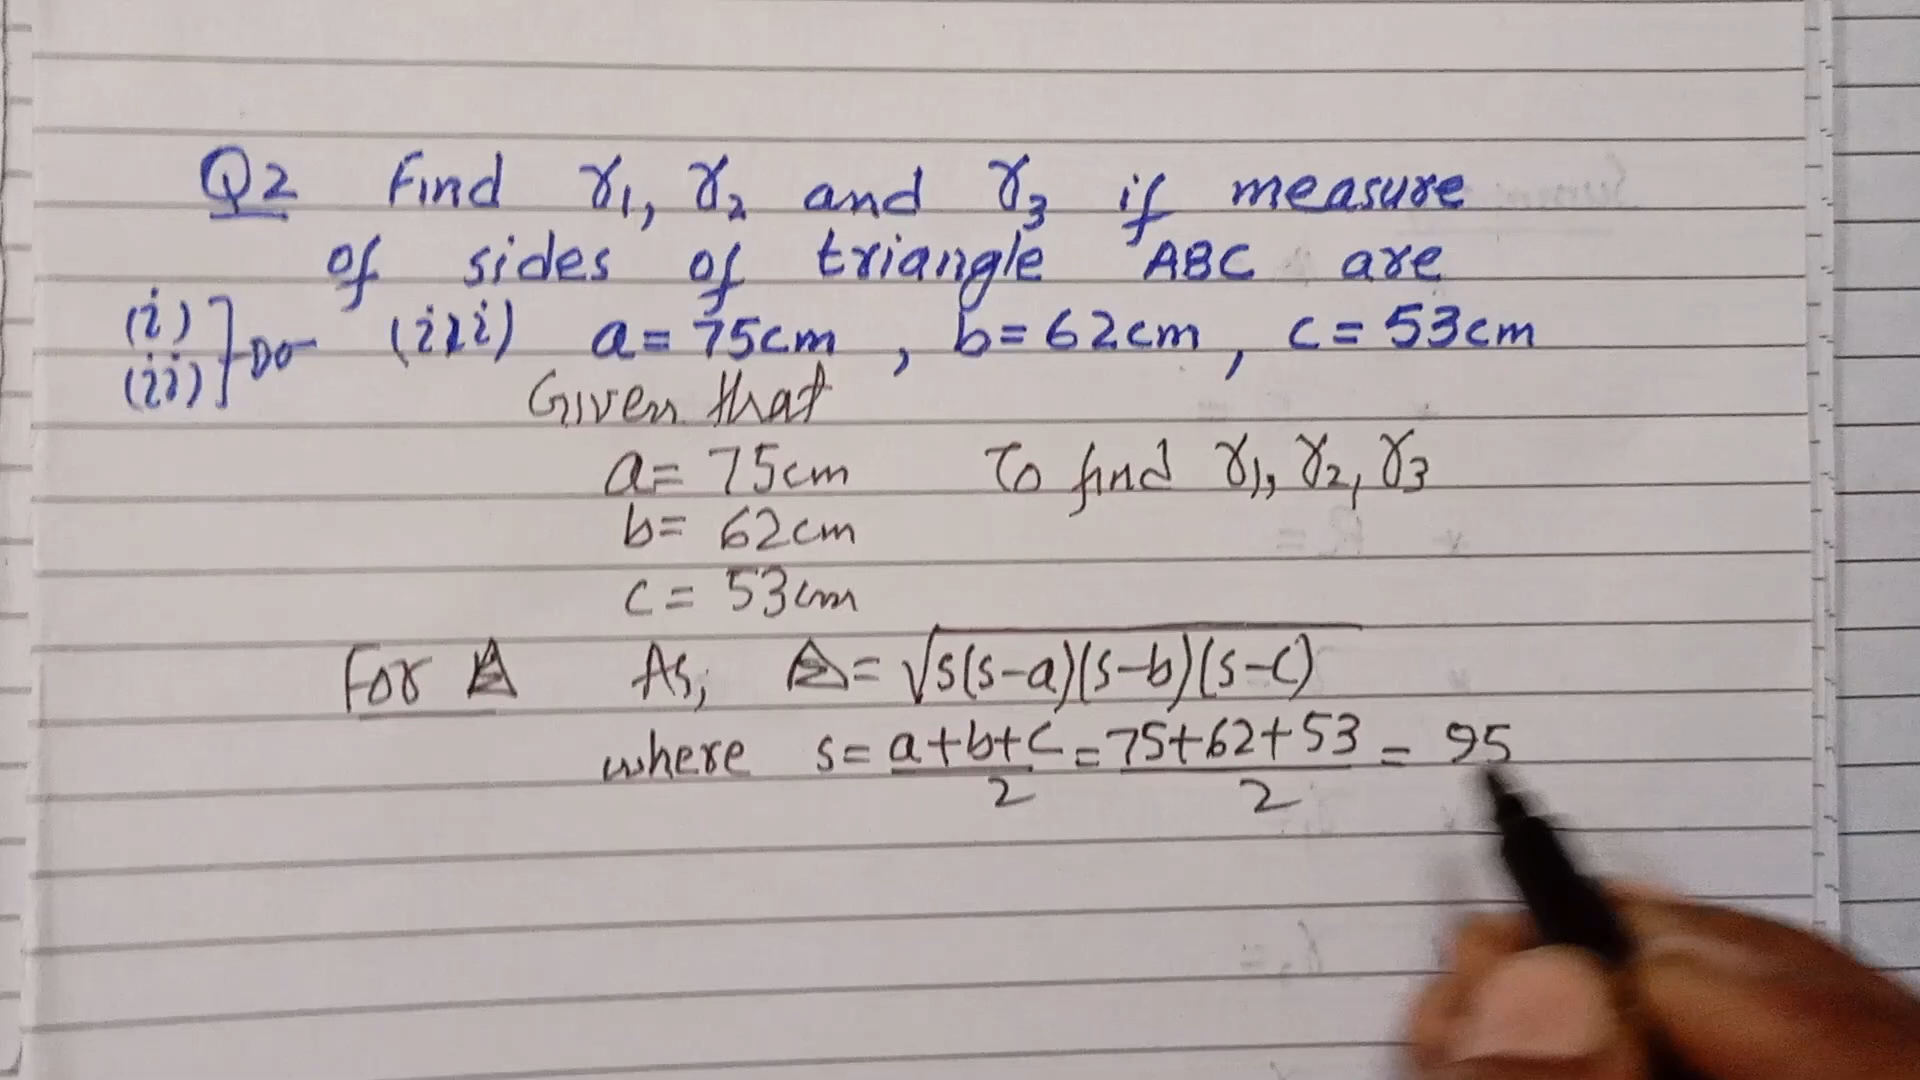 Q2 Find r1, r2 and r3 if measure
of sides of triangle ABC are
(i) (ii)]-Do- (iii) a = 75cm, b = 62cm, c = 53cm
Given that
a = 75cm To find r1, r2, r3
b = 62cm
c = 53cm
For Δ As, Δ = √s(s-a)(s-b)(s-c)
where s = a+b+c/2 = 75+62+53/2 = 95